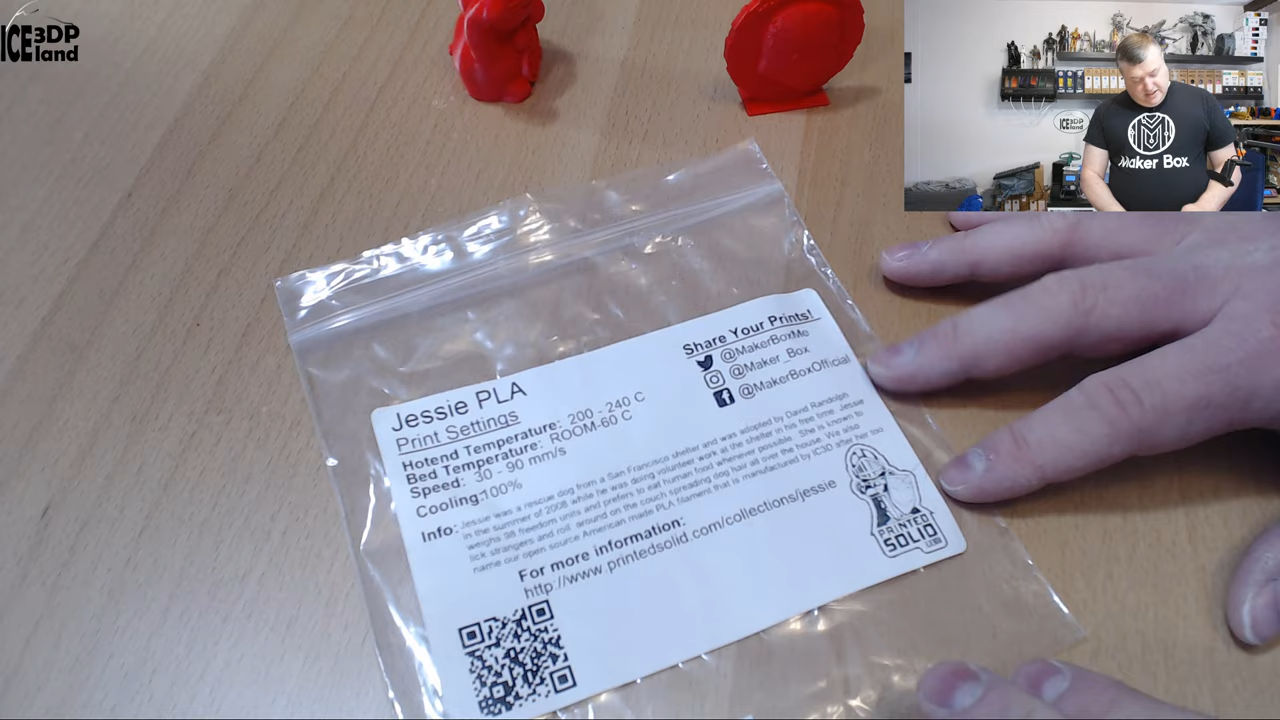 ICE3DP
land
ICE3DP
land
Maker Box
Share Your Prints!
@MakerBoxMe
@Maker_Box
@MakerBoxOfficial
Jessie PLA
Print Settings
Hotend Temperature: 200 - 240 C
Bed Temperature: ROOM-60 C
Speed: 30 - 90 mm/s
Cooling:100%
Info: Jessie was a rescue dog from a San Francisco shelter and was adopted by David Randolph
in the summer of 2008 while he was doing volunteer work at the shelter in his free time. Jessie
weighs 98 freedom units and prefers to eat human food whenever possible. She is known to
lick strangers and roll around on the couch spreading dog hair all over the house. We also
name our open source American made PLA filament that is manufactured by IC3D after her too.
For more information:
http://www.printedsolid.com/collections/jessie
PRINTED
SOLID